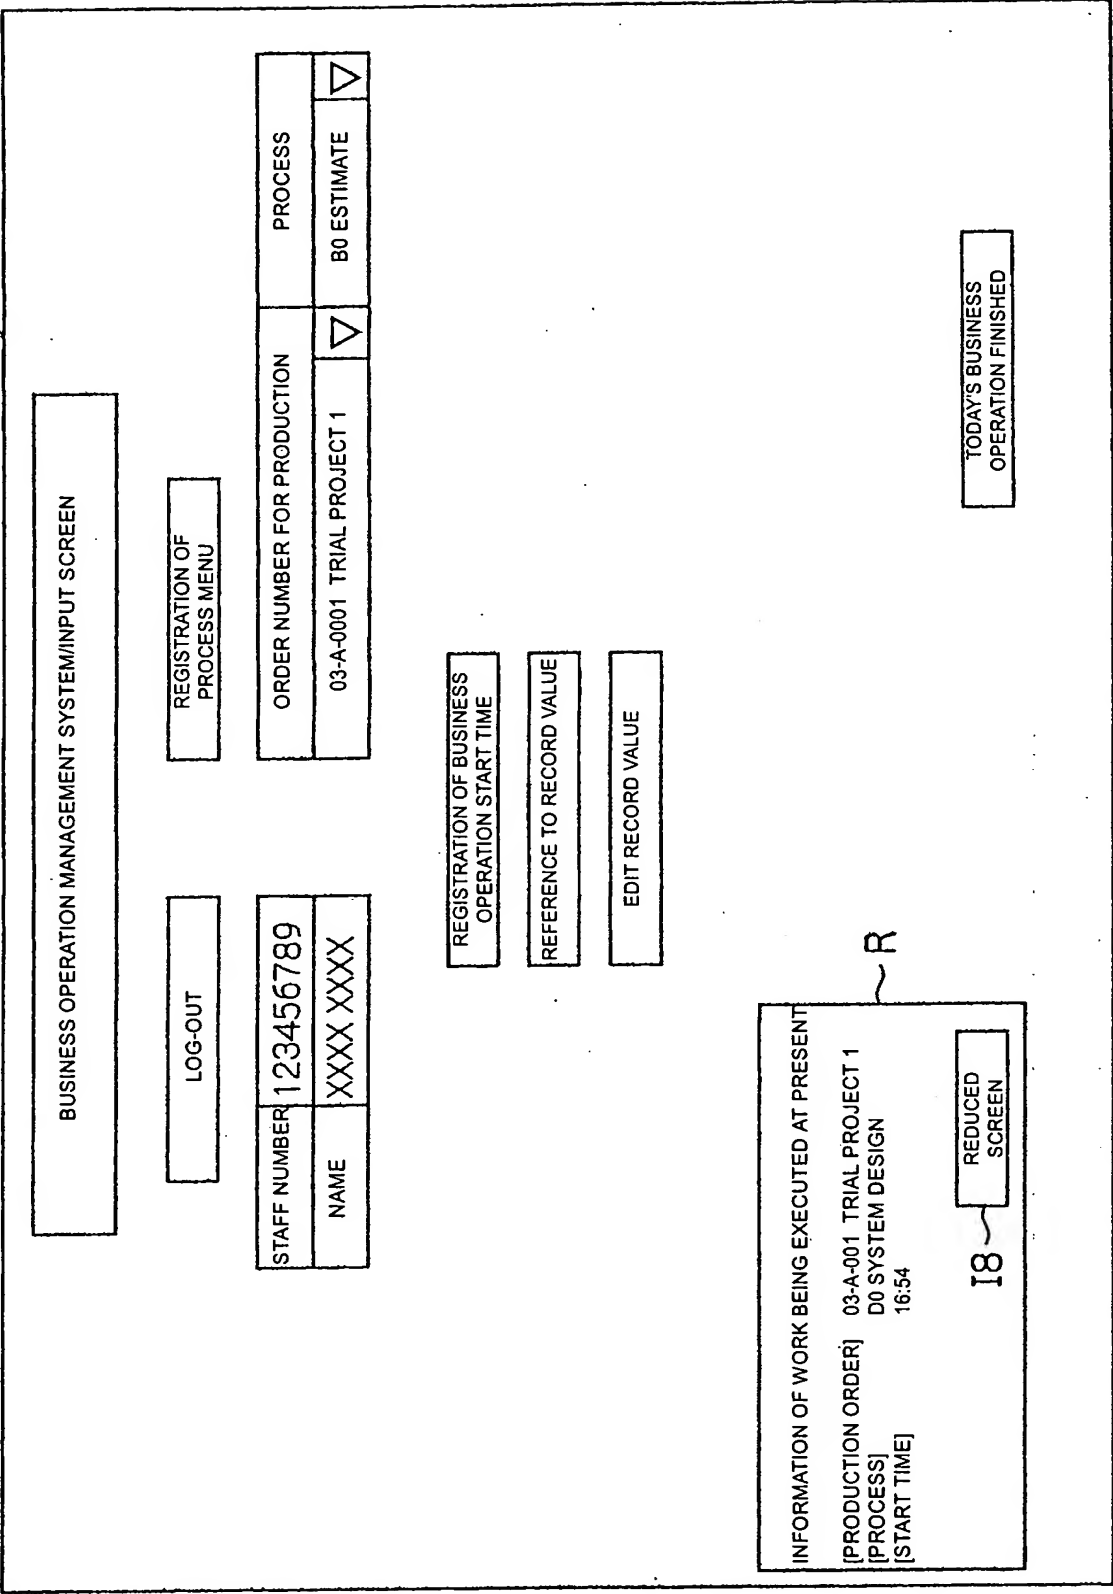 BUSINESS OPERATION MANAGEMENT SYSTEM/INPUT SCREEN
LOG-OUT
REGISTRATION OF
PROCESS MENU
STAFF NUMBER 123456789
NAME XXXX XXXX
ORDER NUMBER FOR PRODUCTION PROCESS
03-A-0001 TRIAL PROJECT 1 B0 ESTIMATE
REGISTRATION OF BUSINESS
OPERATION START TIME
REFERENCE TO RECORD VALUE
EDIT RECORD VALUE
INFORMATION OF WORK BEING EXECUTED AT PRESENT
[PRODUCTION ORDER] 03-A-001 TRIAL PROJECT 1
[PROCESS] D0 SYSTEM DESIGN
[START TIME] 16:54
R
I8
REDUCED
SCREEN
TODAY'S BUSINESS
OPERATION FINISHED